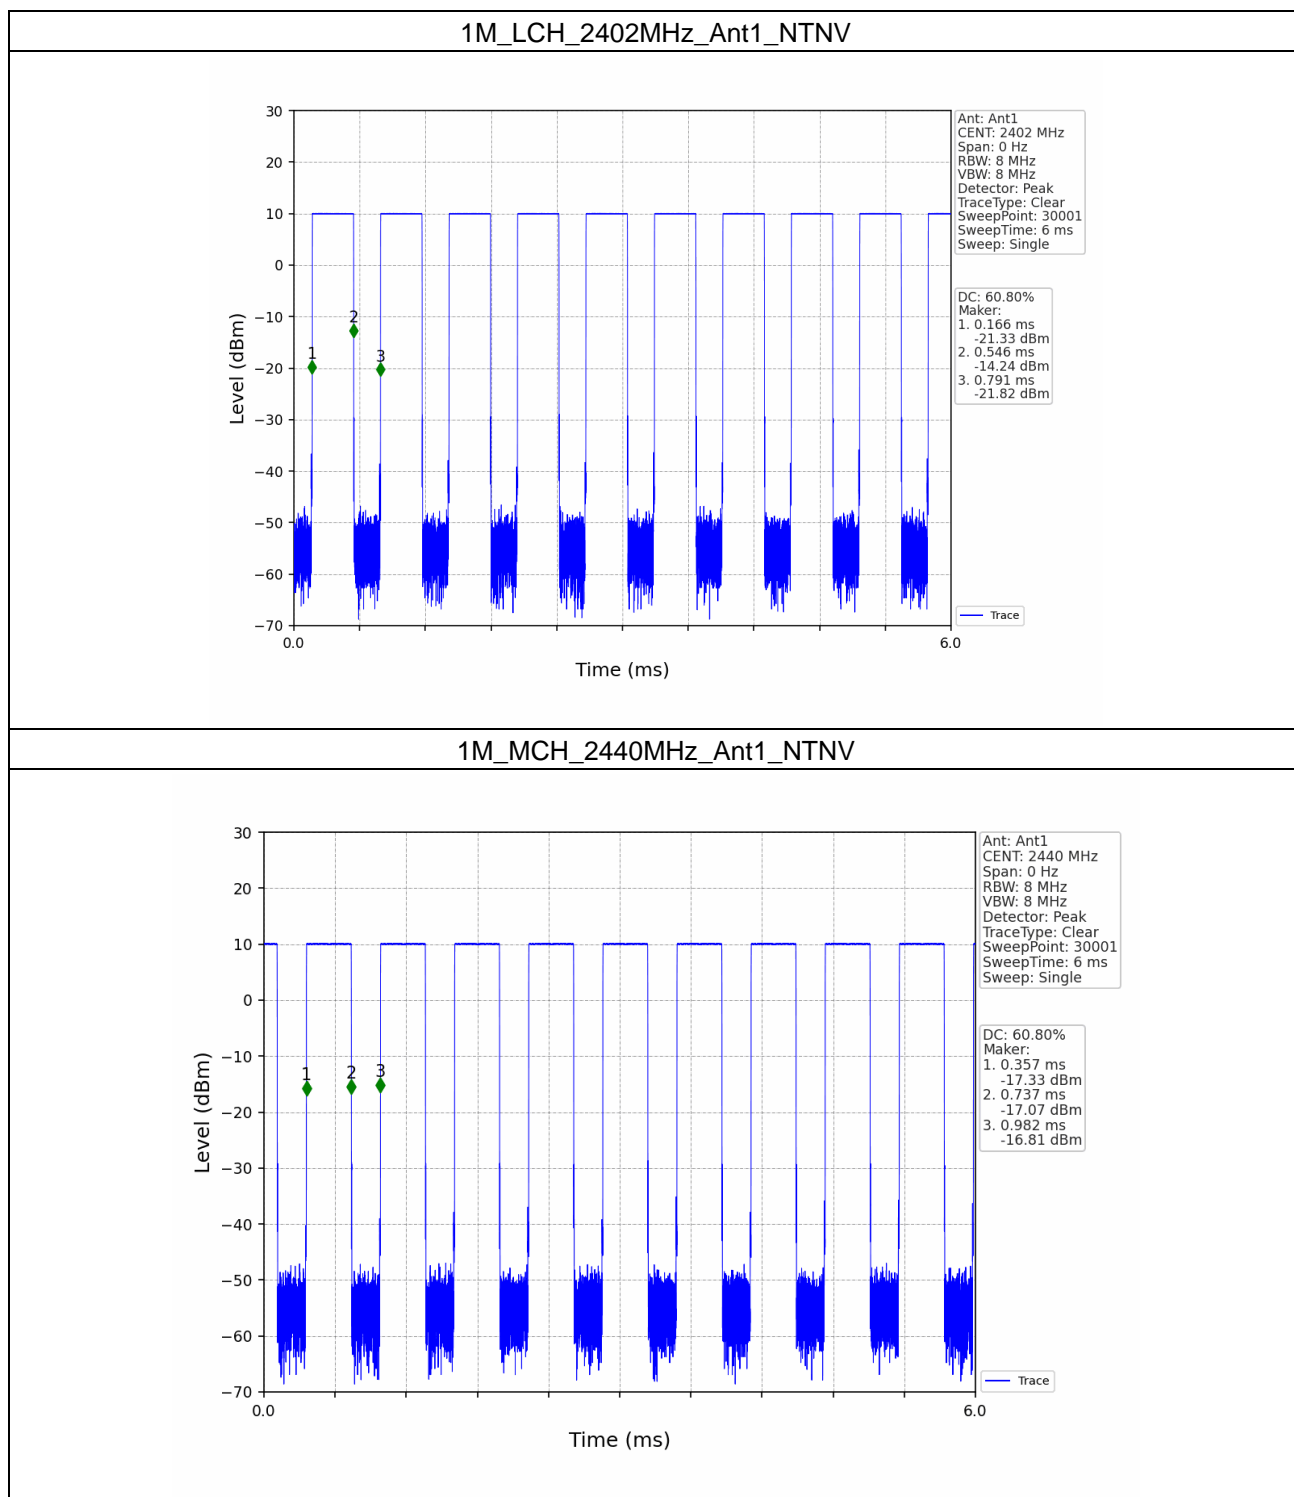 1M_LCH_2402MHz_Ant1_NTNV
30
20
10
0
−10
−20
−30
−40
−50
−60
−70
Level (dBm)
1
2
3
0.0
6.0
Time (ms)
Ant: Ant1
CENT: 2402 MHz
Span: 0 Hz
RBW: 8 MHz
VBW: 8 MHz
Detector: Peak
TraceType: Clear
SweepPoint: 30001
SweepTime: 6 ms
Sweep: Single
DC: 60.80%
Maker:
1. 0.166 ms
-21.33 dBm
2. 0.546 ms
-14.24 dBm
3. 0.791 ms
-21.82 dBm
Trace
1M_MCH_2440MHz_Ant1_NTNV
30
20
10
0
−10
−20
−30
−40
−50
−60
−70
Level (dBm)
1
2
3
0.0
6.0
Time (ms)
Ant: Ant1
CENT: 2440 MHz
Span: 0 Hz
RBW: 8 MHz
VBW: 8 MHz
Detector: Peak
TraceType: Clear
SweepPoint: 30001
SweepTime: 6 ms
Sweep: Single
DC: 60.80%
Maker:
1. 0.357 ms
-17.33 dBm
2. 0.737 ms
-17.07 dBm
3. 0.982 ms
-16.81 dBm
Trace